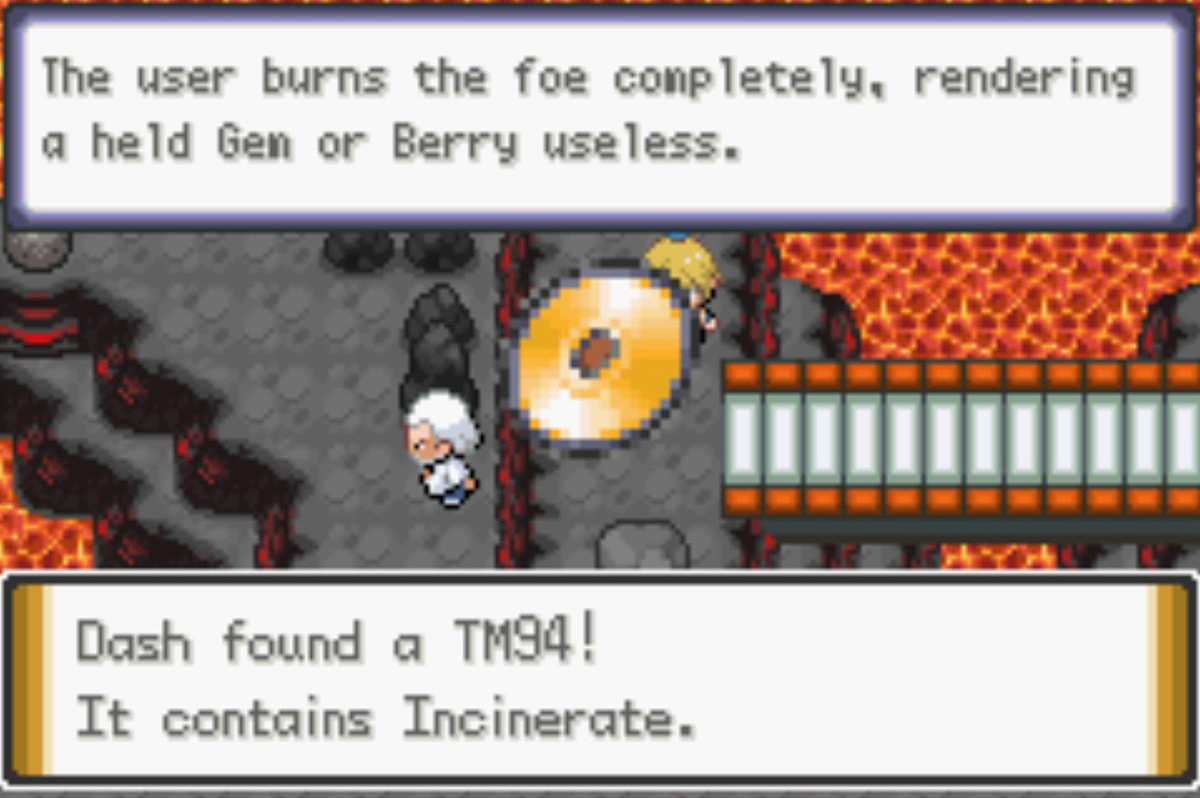 The user burns the foe completely, rendering
a held Gem or Berry useless.
Dash found a TM94!
It contains Incinerate.